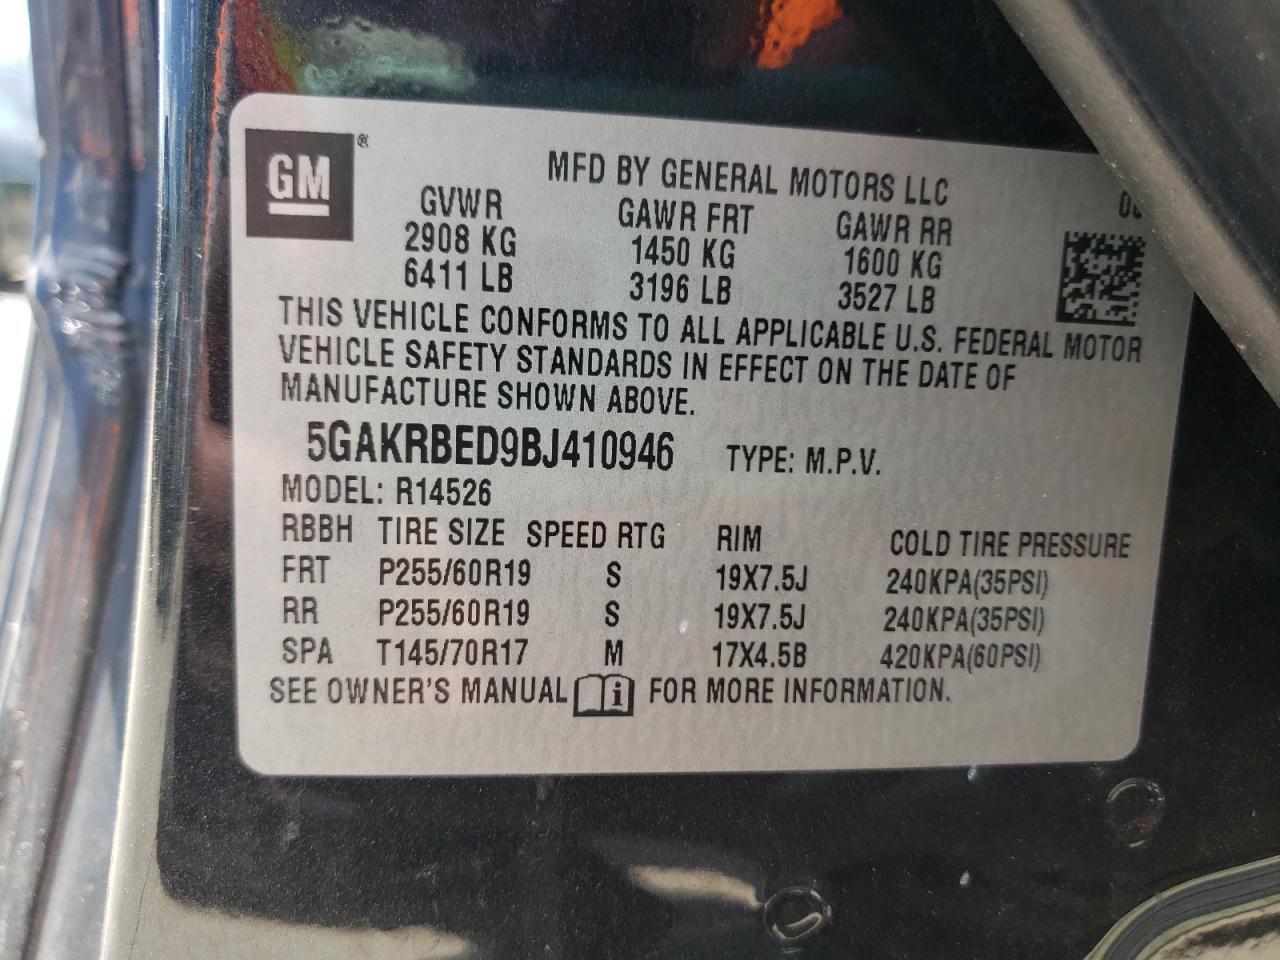 GM ®
MFD BY GENERAL MOTORS LLC
GVWR GAWR FRT GAWR RR
2908 KG 1450 KG 1600 KG
6411 LB 3196 LB 3527 LB
THIS VEHICLE CONFORMS TO ALL APPLICABLE U.S. FEDERAL MOTOR
VEHICLE SAFETY STANDARDS IN EFFECT ON THE DATE OF
MANUFACTURE SHOWN ABOVE.
5GAKRBED9BJ410946 TYPE: M.P.V.
MODEL: R14526
RBBH TIRE SIZE SPEED RTG RIM COLD TIRE PRESSURE
FRT P255/60R19 S 19X7.5J 240KPA(35PSI)
RR P255/60R19 S 19X7.5J 240KPA(35PSI)
SPA T145/70R17 M 17X4.5B 420KPA(60PSI)
SEE OWNER'S MANUAL i FOR MORE INFORMATION.